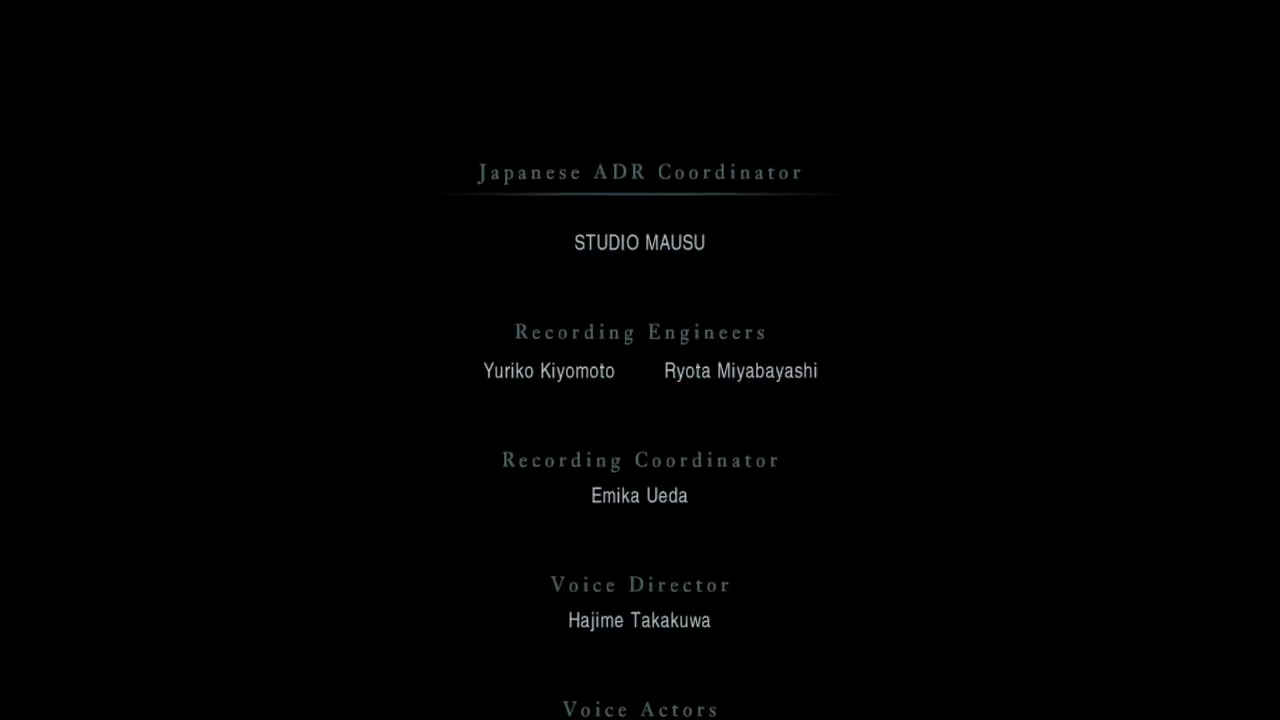 Japanese ADR Coordinator
STUDIO MAUSU
Recording Engineers
Yuriko Kiyomoto Ryota Miyabayashi
Recording Coordinator
Emika Ueda
Voice Director
Hajime Takakuwa
Voice Actors